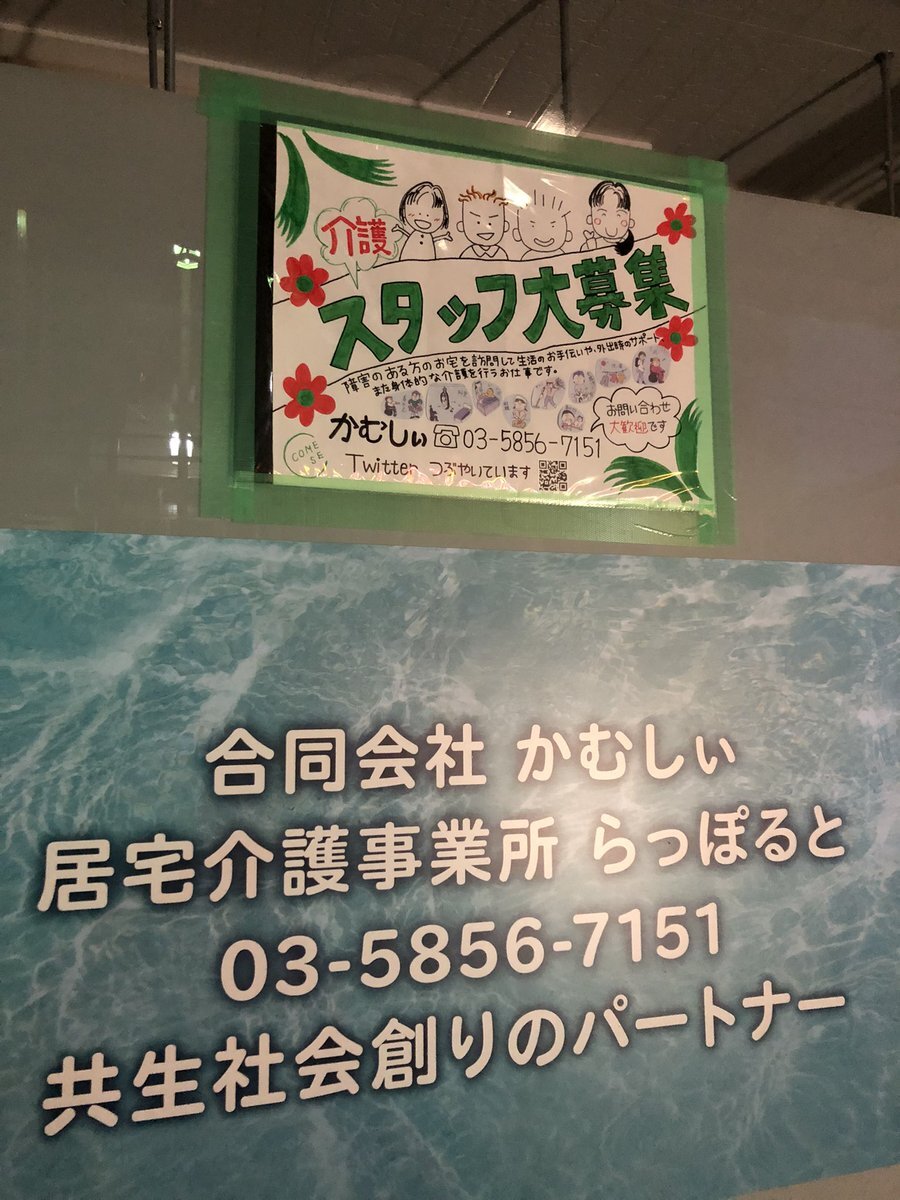 介護
スタッフ大募集
障害のある方のお宅を訪問して生活のお手伝いや、外出時のサポート、
また身体的な介護を行うお仕事です。
お問い合わせ
大歓迎です
かむしぃ ☎03-5856-7151
COME
SE
Twitter つぶやいています
合同会社 かむしぃ
居宅介護事業所 らっぽると
03-5856-7151
共生社会創りのパートナー